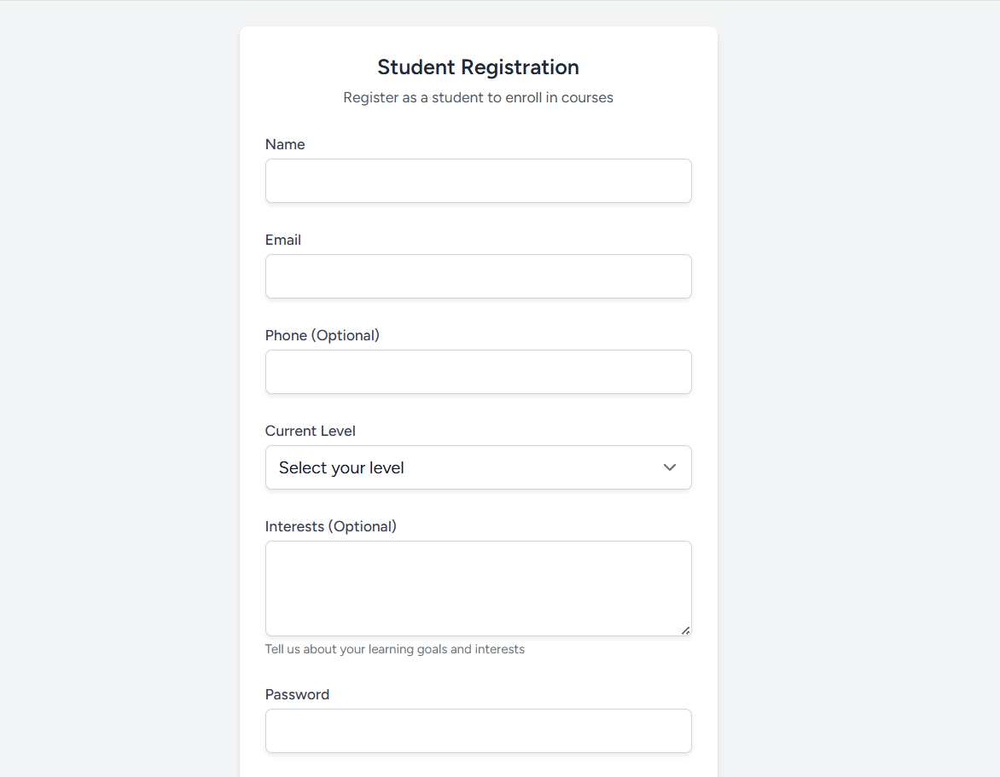 Student Registration
Register as a student to enroll in courses
Name
Email
Phone (Optional)
Current Level
Select your level
Interests (Optional)
Tell us about your learning goals and interests
Password